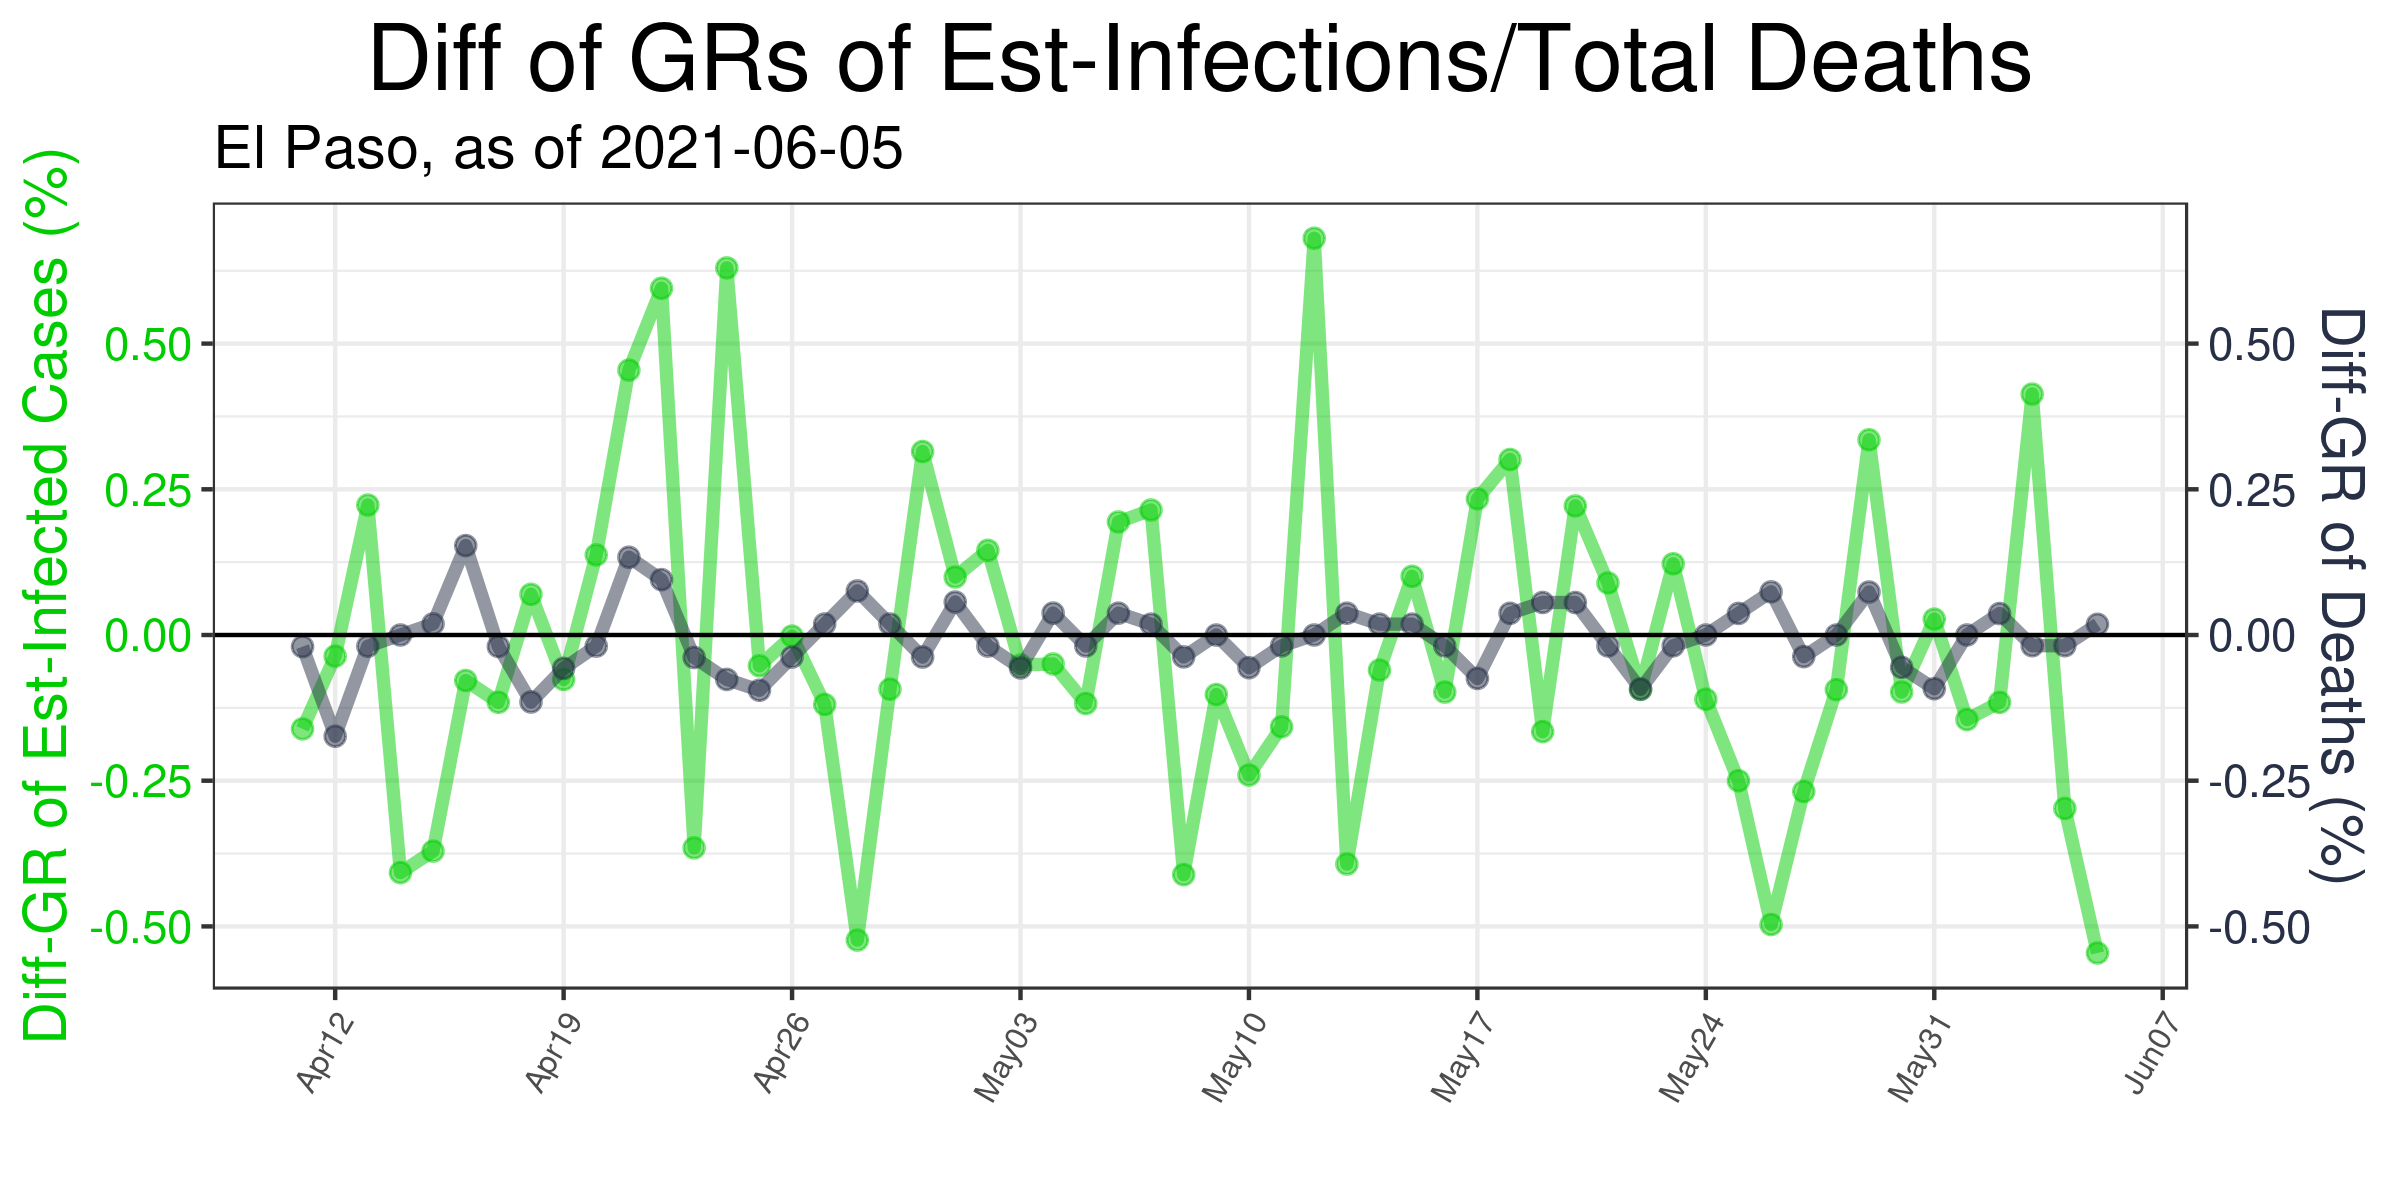 Diff of GRs of Est-Infections/Total Deaths
El Paso, as of 2021-06-05
Diff-GR of Est-Infected Cases (%)
0.50
0.25
0.00
-0.25
-0.50
0.50
0.25
0.00
-0.25
-0.50
Diff-GR of Deaths (%)
Apr12
Apr19
Apr26
May03
May10
May17
May24
May31
Jun07